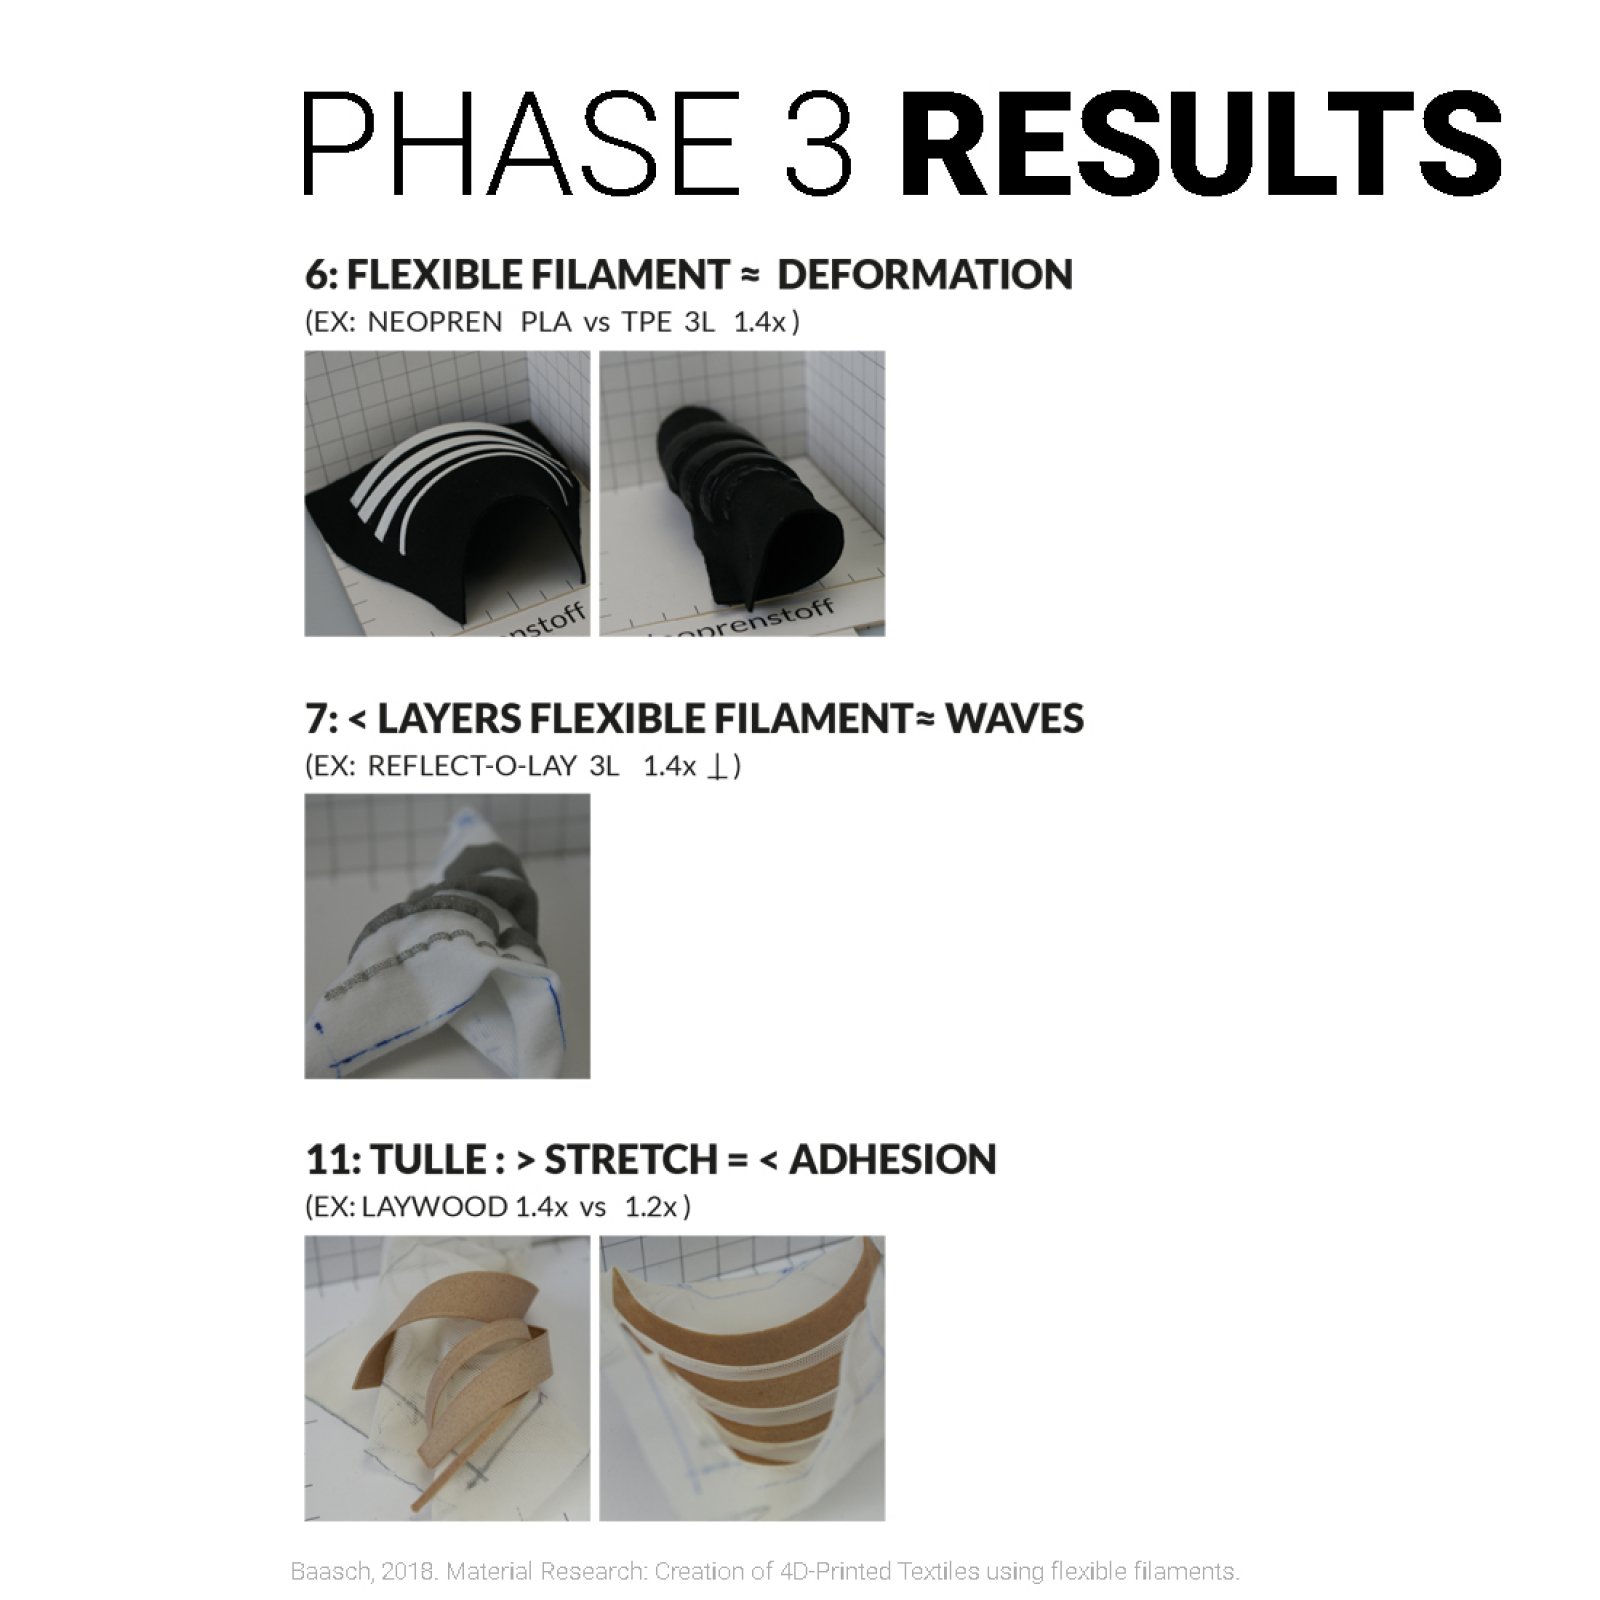 PHASE 3 RESULTS
6: FLEXIBLE FILAMENT ≈ DEFORMATION
(EX: NEOPREN PLA vs TPE 3L 1.4x)
nstoff
oprenstoff
7: < LAYERS FLEXIBLE FILAMENT≈ WAVES
(EX: REFLECT-O-LAY 3L 1.4x ⊥)
11: TULLE : > STRETCH = < ADHESION
(EX: LAYWOOD 1.4x vs 1.2x)
Baasch, 2018. Material Research: Creation of 4D-Printed Textiles using flexible filaments.